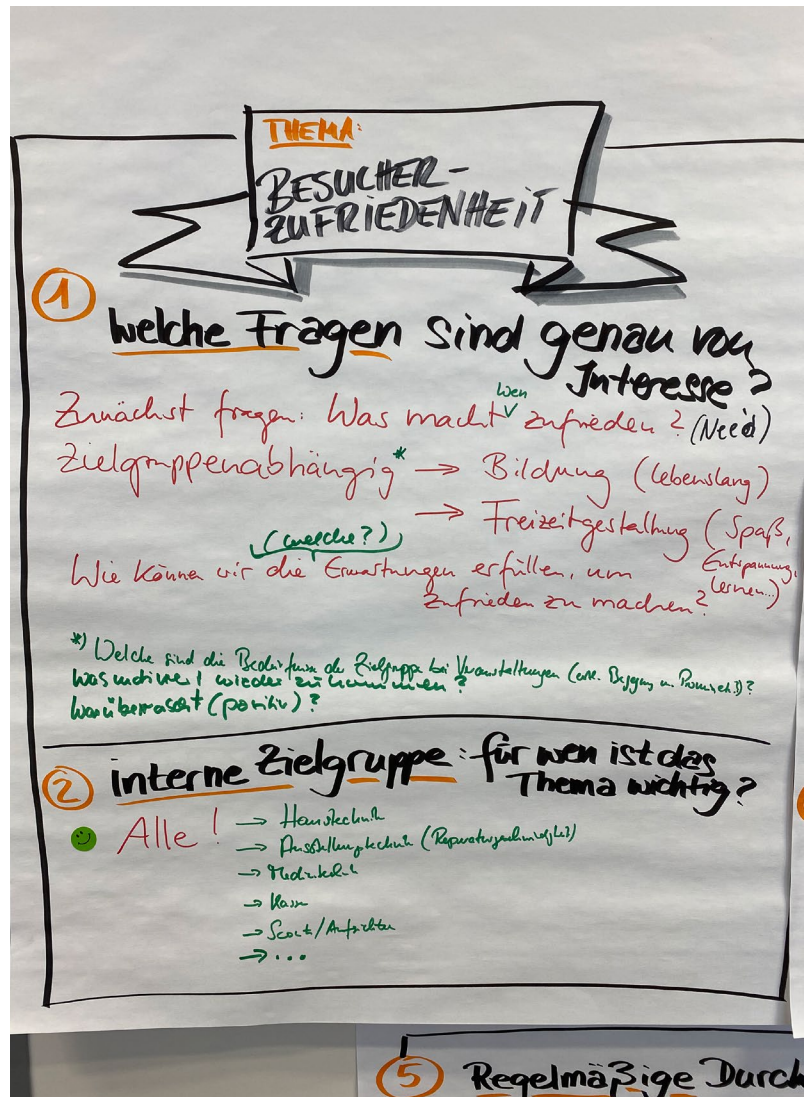 THEMA:
BESUCHER-
ZUFRIEDENHEIT
1
Welche Fragen sind genau von
Interesse?
wen
Zunächst fragen: Was macht zufrieden? (Need)
Zielgruppenabhängig* → Bildung (lebenslang)
→ Freizeitgestaltung (Spaß,
Entspannung,
lernen...)
(welche?)
Wie können wir die Erwartungen erfüllen, um
zufrieden zu machen?
*) Welche sind die Bedürfnisse der Zielgruppe bei Veranstaltungen
was motiviert wieder zu kommen?
Was überrascht (positiv)?
2
interne Zielgruppe: für wen ist das
Thema wichtig?
Alle!
→ Haustechnik
→ Ausstellungstechnik
→ Medientechnik
→ Kasse
→ Scouts/Aufsichten
→ ...
5
Regelmäßige Durch